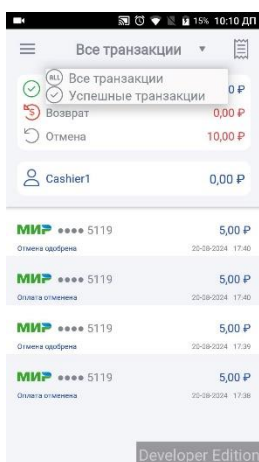 15% 10:10 ДП
Все транзакции
ALL Все транзакции
Успешные транзакции
0 ₽
Возврат 0,00 ₽
Отмена 10,00 ₽
Cashier1 0,00 ₽
МИР •••• 5119 5,00 ₽
Отмена одобрена 20-08-2024 17:40
МИР •••• 5119 5,00 ₽
Оплата отменена 20-08-2024 17:40
МИР •••• 5119 5,00 ₽
Отмена одобрена 20-08-2024 17:39
МИР •••• 5119 5,00 ₽
Оплата отменена 20-08-2024 17:38
Developer Edition